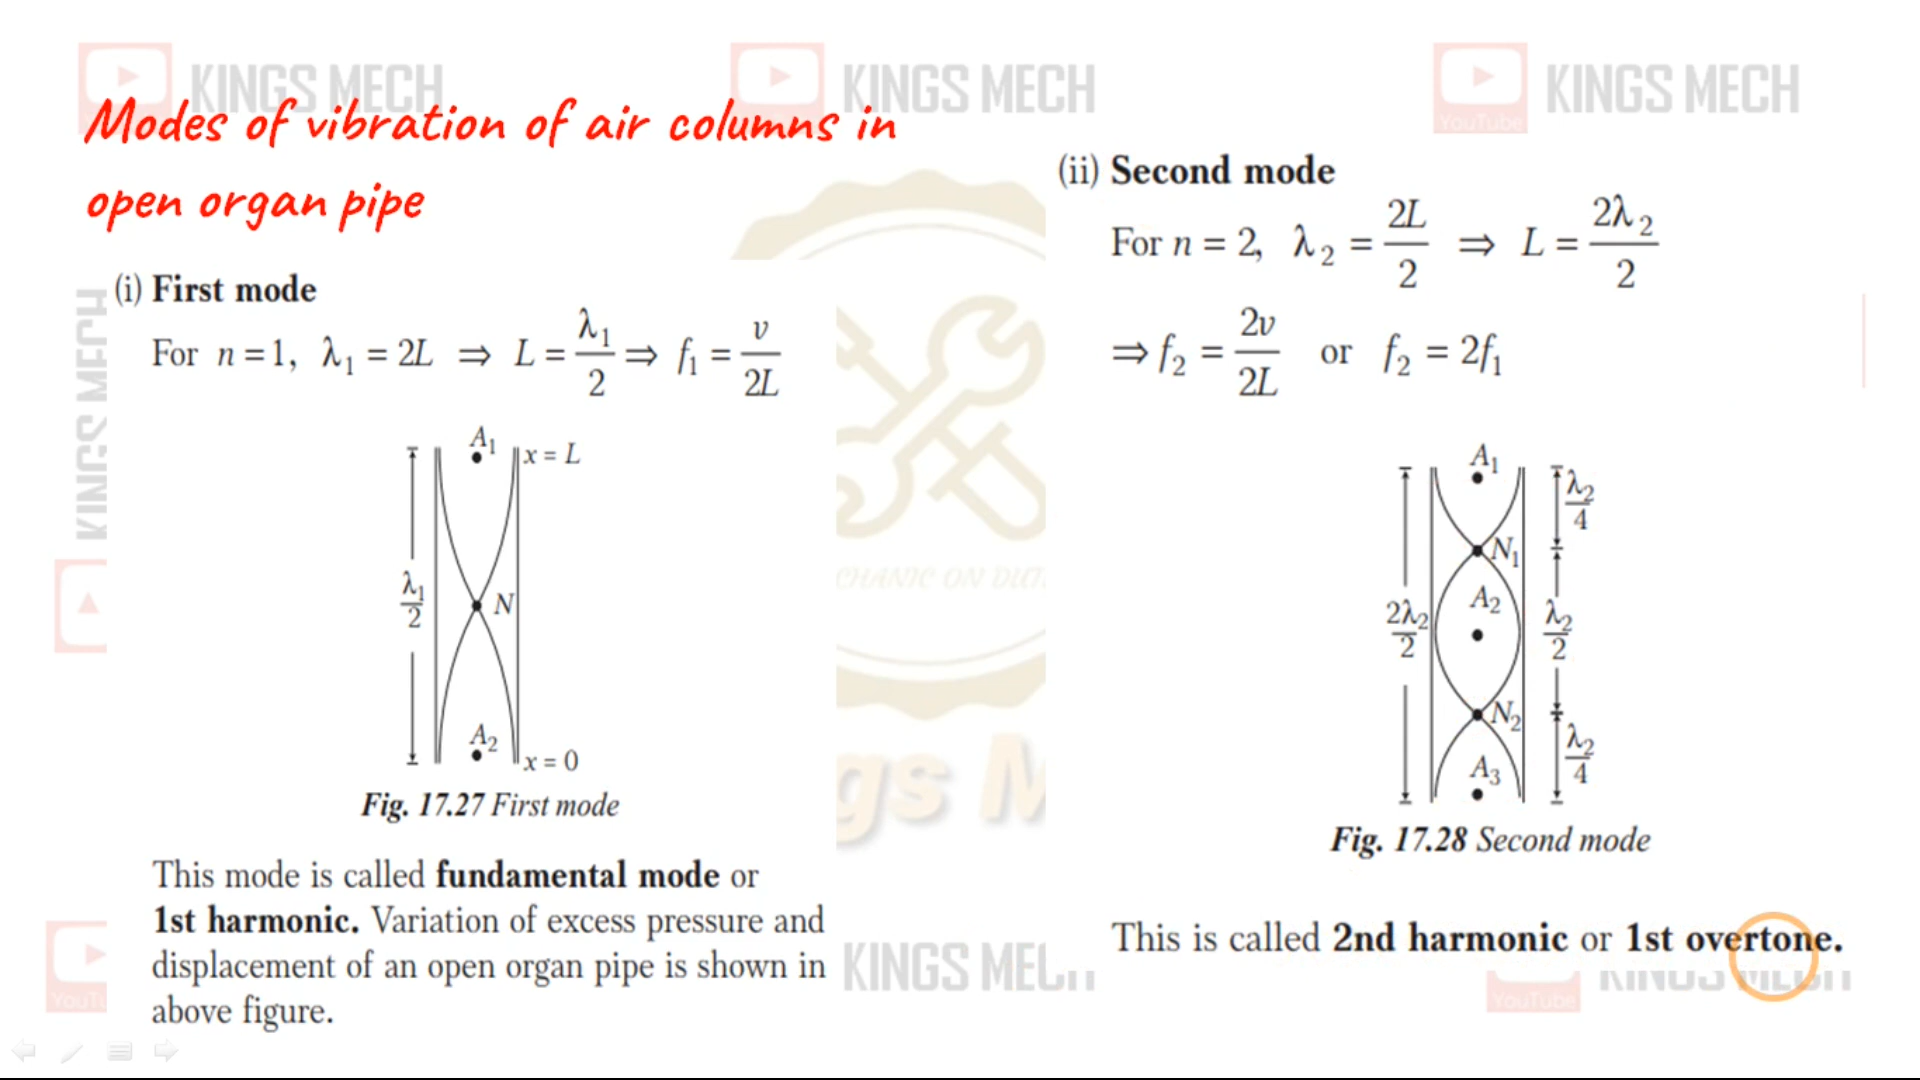 KINGS MECH
KINGS MECH
KINGS MECH
YouTube
Modes of vibration of air columns in
open organ pipe
(i) First mode
For n = 1, λ₁ = 2L ⇒ L = λ₁/2 ⇒ f₁ = v/2L
KINGS MECH
A₁
x = L
λ₁/2
N
A₂
x = 0
Fig. 17.27 First mode
This mode is called fundamental mode or
1st harmonic. Variation of excess pressure and
displacement of an open organ pipe is shown in
above figure.
(ii) Second mode
For n = 2, λ₂ = 2L/2 ⇒ L = 2λ₂/2
⇒ f₂ = 2v/2L or f₂ = 2f₁
A₁
λ₂/4
N₁
A₂
2λ₂/2
λ₂/2
N₂
λ₂/4
A₃
Fig. 17.28 Second mode
This is called 2nd harmonic or 1st overtone.
KINGS MECH
YouTube